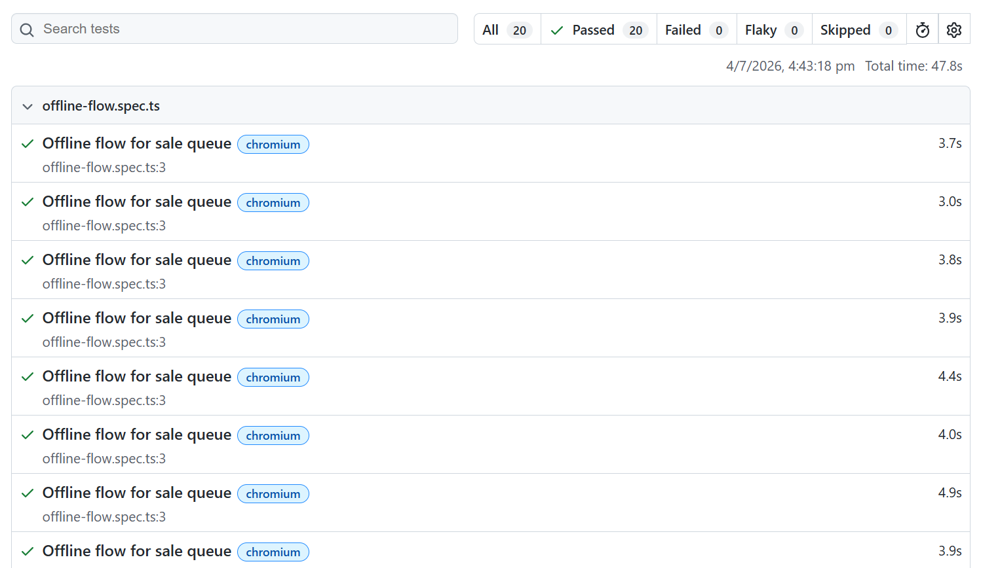 Search tests
All 20 Passed 20 Failed 0 Flaky 0 Skipped 0
4/7/2026, 4:43:18 pm Total time: 47.8s
offline-flow.spec.ts
Offline flow for sale queue chromium 3.7s
offline-flow.spec.ts:3
Offline flow for sale queue chromium 3.0s
offline-flow.spec.ts:3
Offline flow for sale queue chromium 3.8s
offline-flow.spec.ts:3
Offline flow for sale queue chromium 3.9s
offline-flow.spec.ts:3
Offline flow for sale queue chromium 4.4s
offline-flow.spec.ts:3
Offline flow for sale queue chromium 4.0s
offline-flow.spec.ts:3
Offline flow for sale queue chromium 4.9s
offline-flow.spec.ts:3
Offline flow for sale queue chromium 3.9s